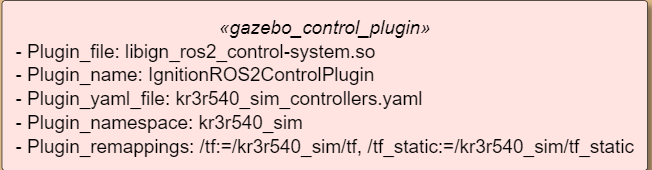 «gazebo_control_plugin»
- Plugin_file: libign_ros2_control-system.so
- Plugin_name: IgnitionROS2ControlPlugin
- Plugin_yaml_file: kr3r540_sim_controllers.yaml
- Plugin_namespace: kr3r540_sim
- Plugin_remappings: /tf:=/kr3r540_sim/tf, /tf_static:=/kr3r540_sim/tf_static